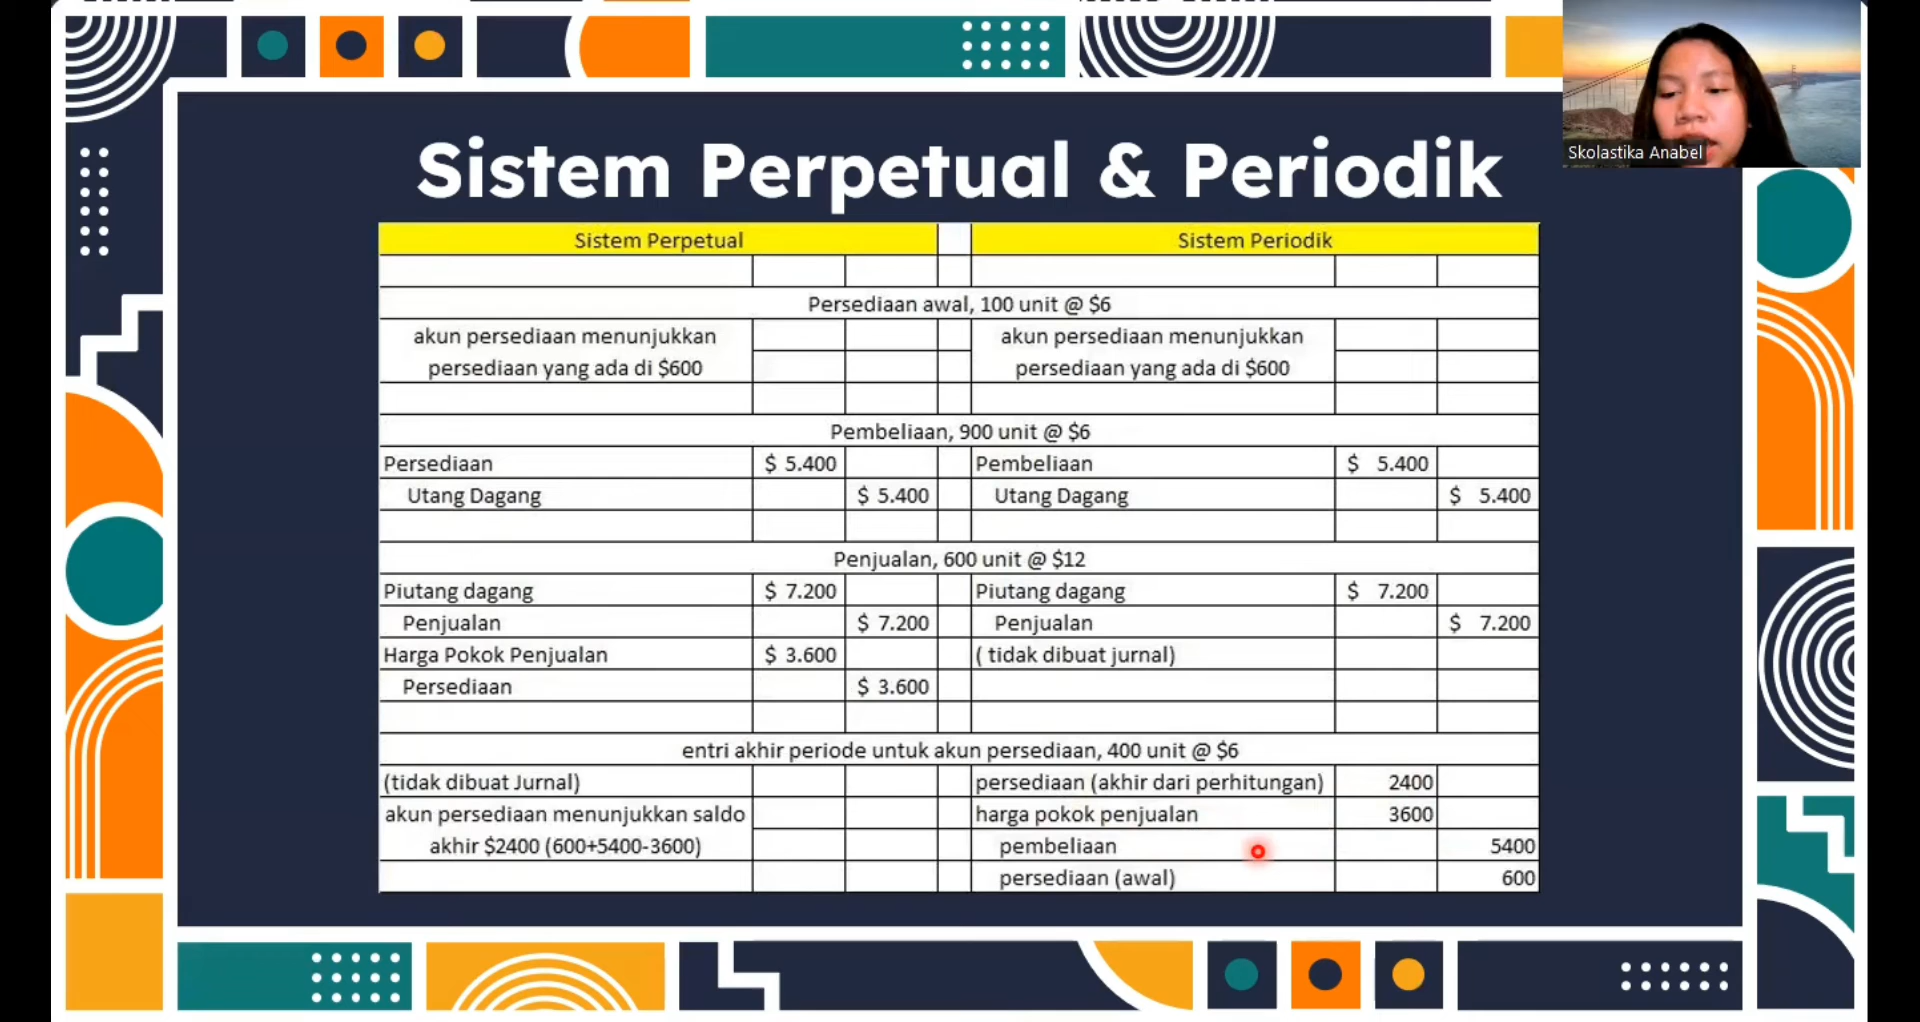 Sistem Perpetual & Periodik
Skolastika Anabel
Sistem Perpetual Sistem Periodik
Persediaan awal, 100 unit @ $6
akun persediaan menunjukkan akun persediaan menunjukkan
persediaan yang ada di $600 persediaan yang ada di $600
Pembeliaan, 900 unit @ $6
Persediaan $ 5.400 Pembeliaan $ 5.400
Utang Dagang $ 5.400 Utang Dagang $ 5.400
Penjualan, 600 unit @ $12
Piutang dagang $ 7.200 Piutang dagang $ 7.200
Penjualan $ 7.200 Penjualan $ 7.200
Harga Pokok Penjualan $ 3.600 ( tidak dibuat jurnal)
Persediaan $ 3.600
entri akhir periode untuk akun persediaan, 400 unit @ $6
(tidak dibuat Jurnal) persediaan (akhir dari perhitungan) 2400
akun persediaan menunjukkan saldo harga pokok penjualan 3600
akhir $2400 (600+5400-3600) pembeliaan 5400
persediaan (awal) 600